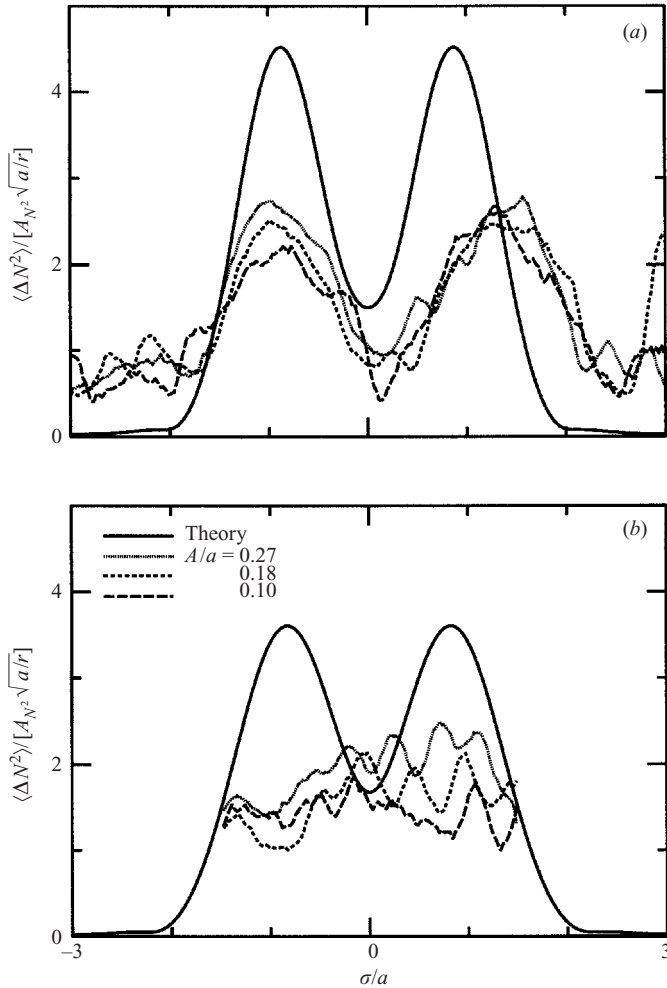 (a)
4
2
0
⟨ΔN²⟩/[A_N² √a/r]
(b)
Theory
A/a = 0.27
0.18
0.10
4
2
0
⟨ΔN²⟩/[A_N² √a/r]
−3
0
3
σ/a